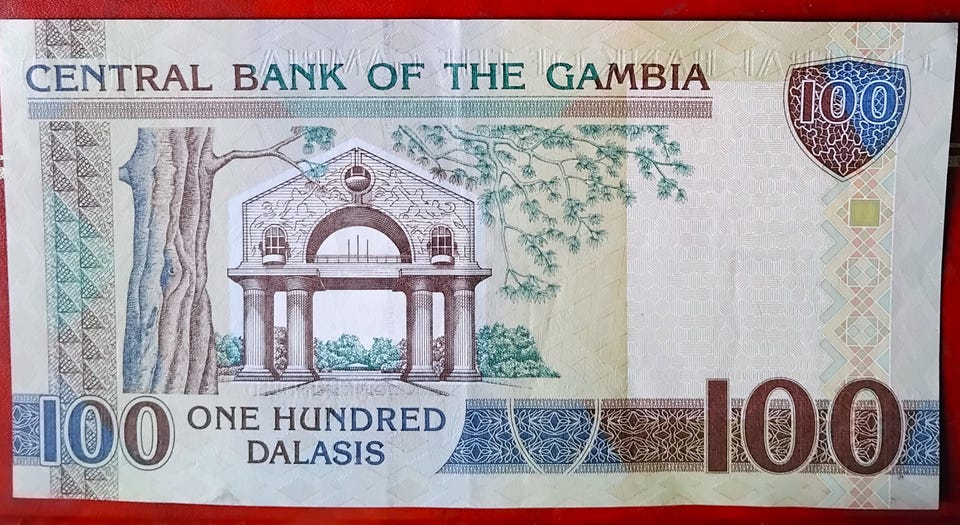 CENTRAL BANK OF THE GAMBIA
100
100
ONE HUNDRED
DALASIS
100